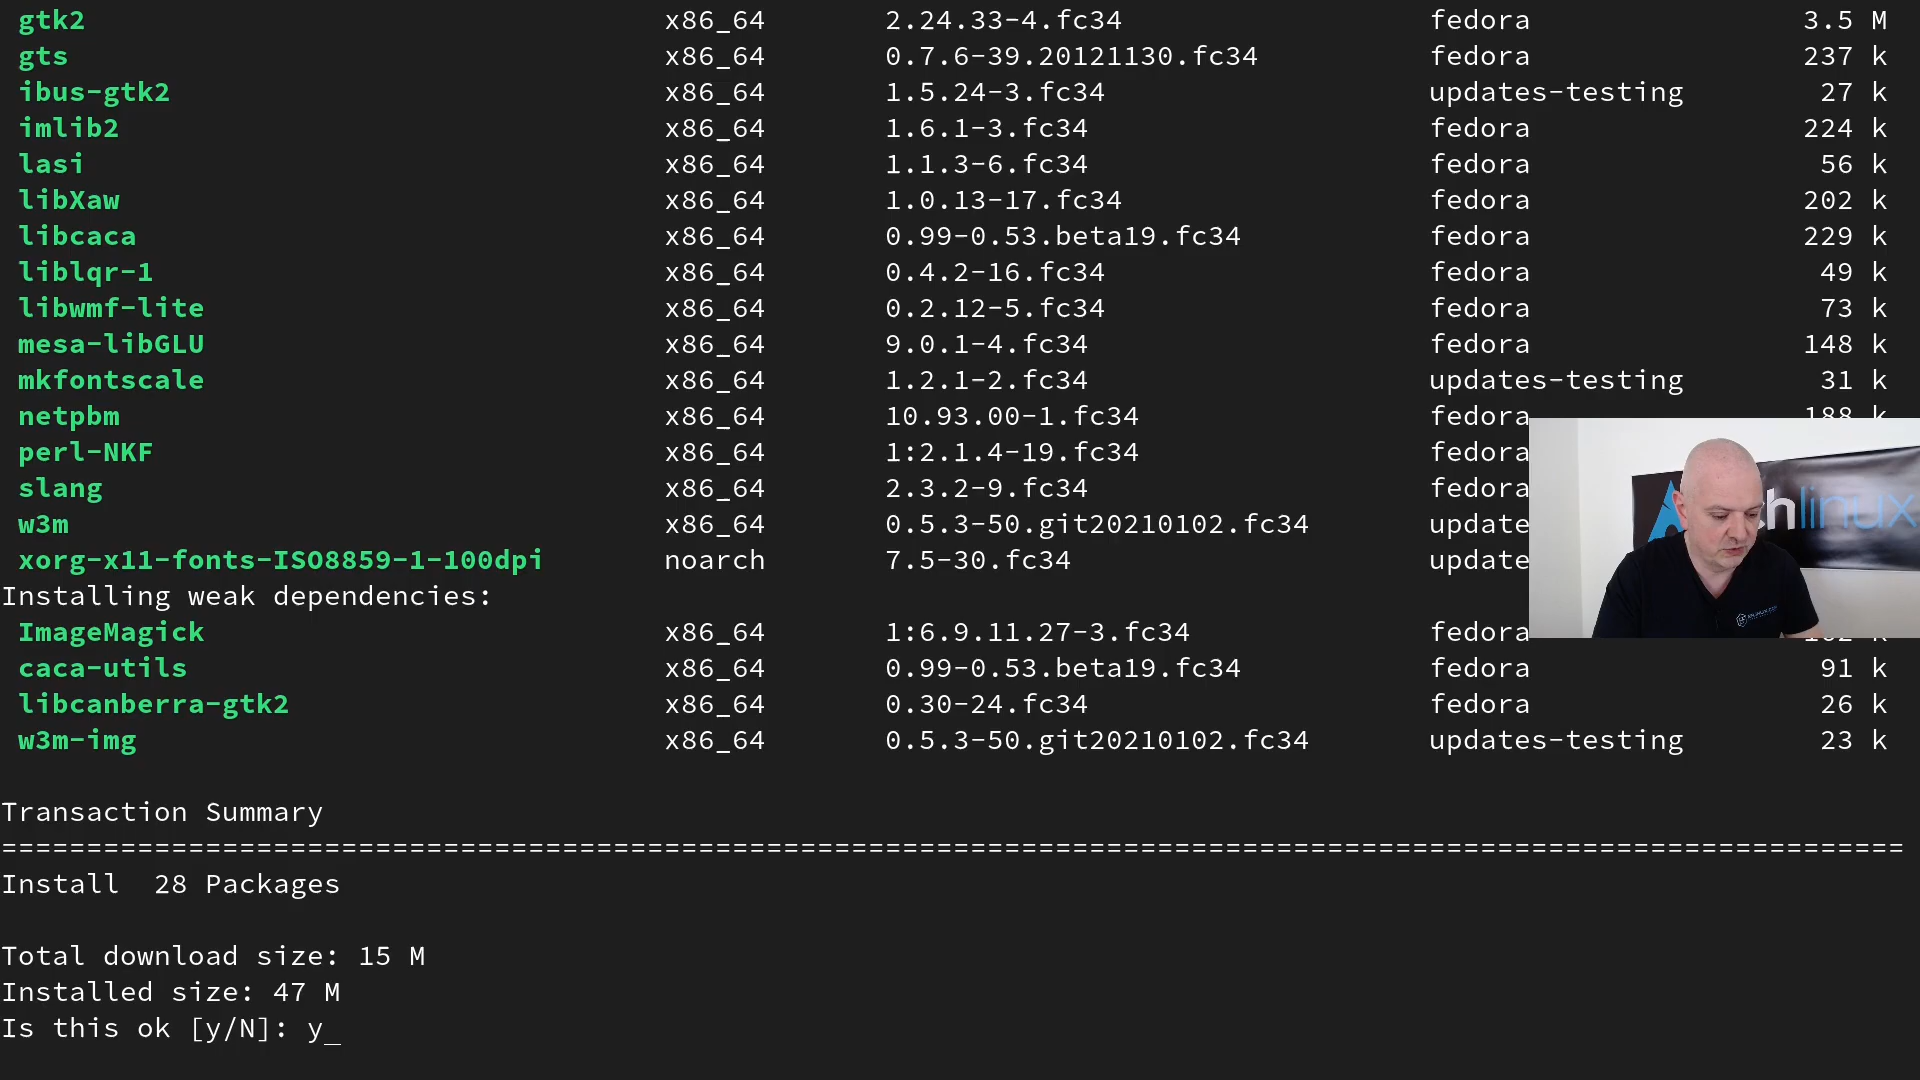 gtk2 x86_64 2.24.33-4.fc34 fedora 3.5 M
gts x86_64 0.7.6-39.20121130.fc34 fedora 237 k
ibus-gtk2 x86_64 1.5.24-3.fc34 updates-testing 27 k
imlib2 x86_64 1.6.1-3.fc34 fedora 224 k
lasi x86_64 1.1.3-6.fc34 fedora 56 k
libXaw x86_64 1.0.13-17.fc34 fedora 202 k
libcaca x86_64 0.99-0.53.beta19.fc34 fedora 229 k
liblqr-1 x86_64 0.4.2-16.fc34 fedora 49 k
libwmf-lite x86_64 0.2.12-5.fc34 fedora 73 k
mesa-libGLU x86_64 9.0.1-4.fc34 fedora 148 k
mkfontscale x86_64 1.2.1-2.fc34 updates-testing 31 k
netpbm x86_64 10.93.00-1.fc34 fedora 188 k
perl-NKF x86_64 1:2.1.4-19.fc34 fedora
slang x86_64 2.3.2-9.fc34 fedora
w3m x86_64 0.5.3-50.git20210102.fc34 update
xorg-x11-fonts-ISO8859-1-100dpi noarch 7.5-30.fc34 update
Installing weak dependencies:
ImageMagick x86_64 1:6.9.11.27-3.fc34 fedora k
caca-utils x86_64 0.99-0.53.beta19.fc34 fedora 91 k
libcanberra-gtk2 x86_64 0.30-24.fc34 fedora 26 k
w3m-img x86_64 0.5.3-50.git20210102.fc34 updates-testing 23 k
Transaction Summary
================================================================================================================
Install 28 Packages
Total download size: 15 M
Installed size: 47 M
Is this ok [y/N]: y_
ch linux